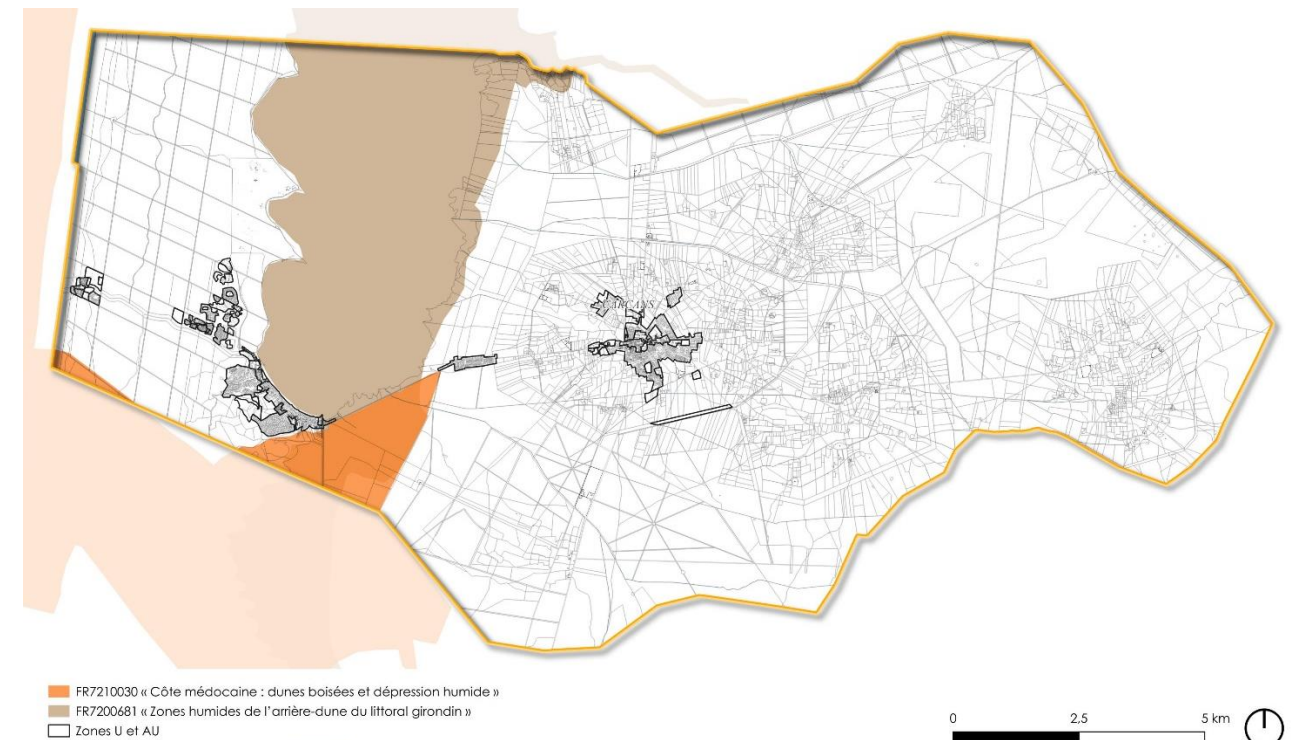 CARCANS
FR7210030 « Côte médocaine : dunes boisées et dépression humide »
FR7200681 « Zones humides de l'arrière-dune du littoral girondin »
Zones U et AU
0 2,5 5 km